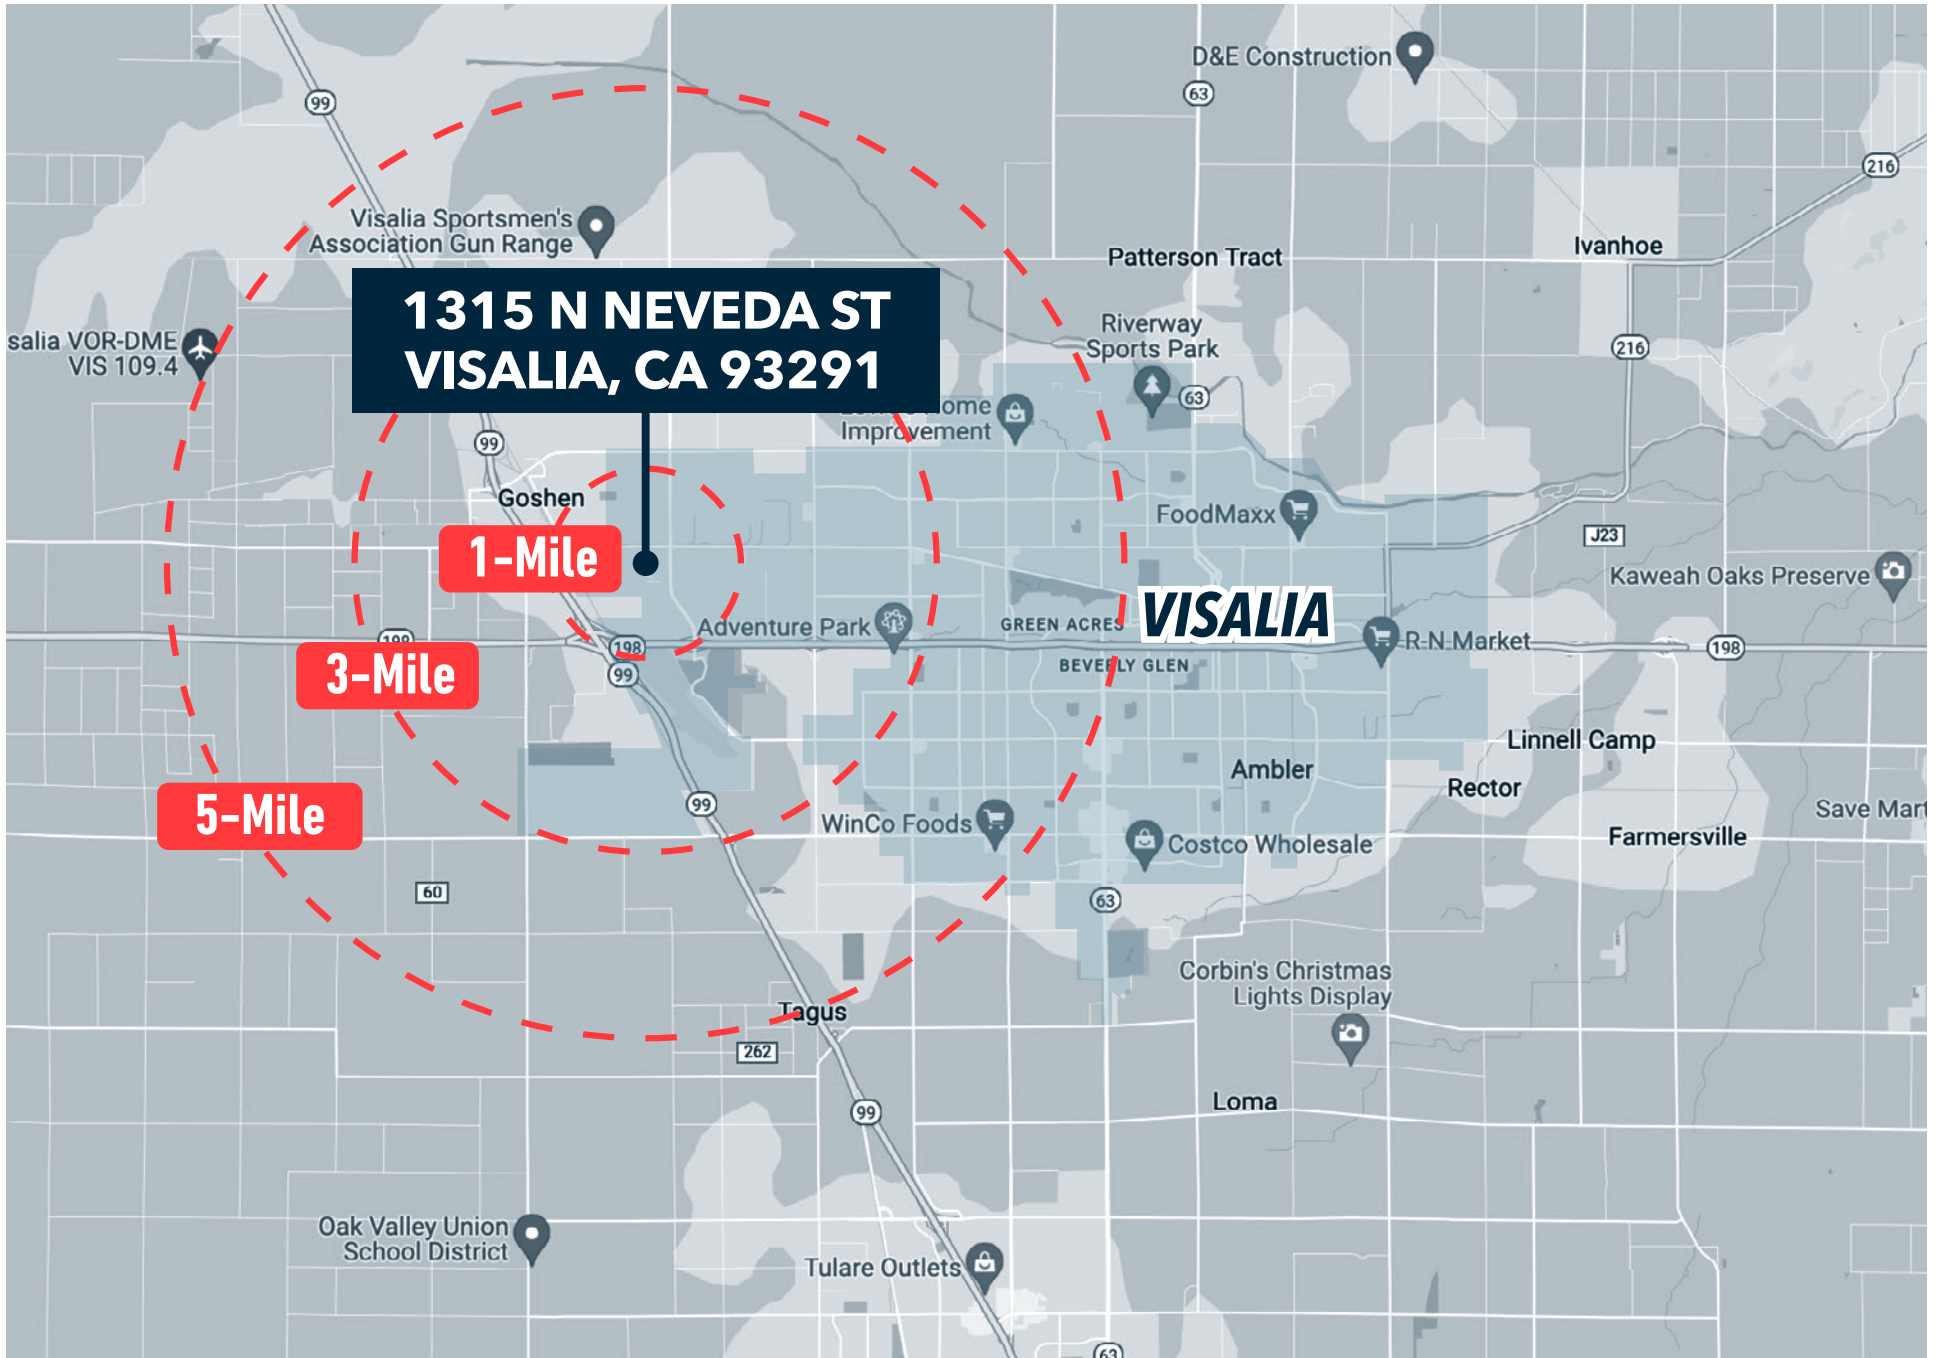 D&E Construction
99
63
216
Visalia Sportsmen's
Association Gun Range
Patterson Tract
Ivanhoe
1315 N NEVEDA ST
VISALIA, CA 93291
salia VOR-DME
VIS 109.4
Riverway
Sports Park
216
63
ome
Improvement
99
Goshen
FoodMaxx
J23
1-Mile
Kaweah Oaks Preserve
Adventure Park
GREEN ACRES
VISALIA
198
198
R-N Market
198
BEVERLY GLEN
3-Mile
99
Linnell Camp
Ambler
Rector
99
5-Mile
WinCo Foods
Save Mart
Costco Wholesale
Farmersville
60
63
Corbin's Christmas
Lights Display
Tagus
262
Loma
99
Oak Valley Union
School District
Tulare Outlets
63